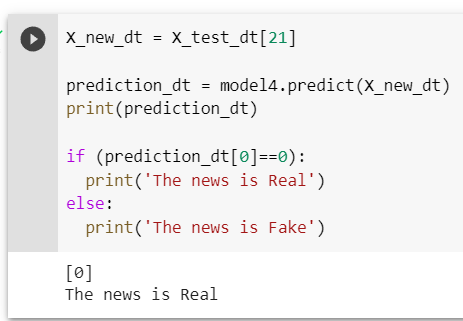 X_new_dt = X_test_dt[21]
prediction_dt = model4.predict(X_new_dt)
print(prediction_dt)
if (prediction_dt[0]==0):
print('The news is Real')
else:
print('The news is Fake')
[0]
The news is Real